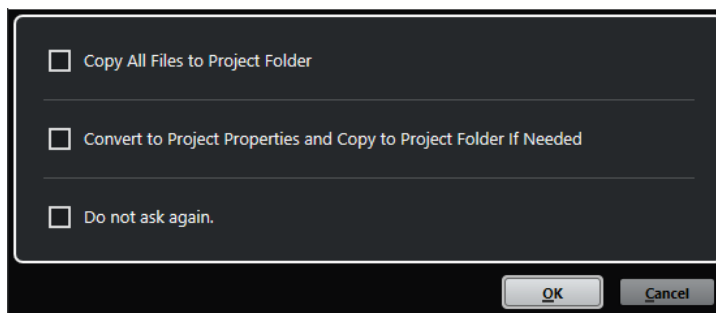 Copy All Files to Project Folder
Convert to Project Properties and Copy to Project Folder If Needed
Do not ask again.
OK
Cancel